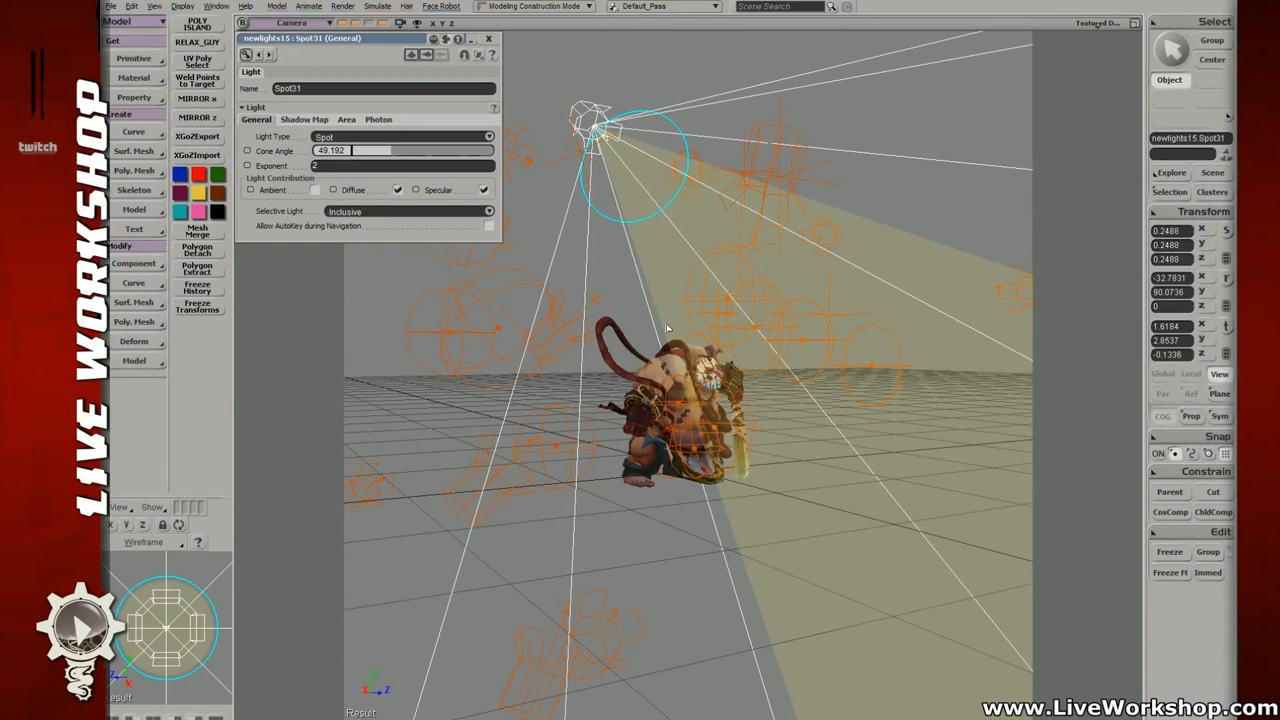 File Edit View Display Window Help Model Animate Render Simulate Hair Face Robot Modeling Construction Mode Default_Pass Scene Search
Model
POLY ISLAND
RELAX_GUY
UV Poly Select
Weld Points to Target
MIRROR x
MIRROR z
XGoZExport
XGoZImport
Mesh Merge
Polygon Detach
Polygon Extract
Freeze History
Freeze Transforms
Get
Primitive
Material
Property
Create
Curve
Surf. Mesh
Poly. Mesh
Skeleton
Model
Text
Modify
Component
Curve
Surf. Mesh
Poly. Mesh
Deform
Model
B Camera X Y Z
newlights15 : Spot31 (General)
Light
Name Spot31
Light
General Shadow Map Area Photon
Light Type Spot
Cone Angle 49.192
Exponent 2
Light Contribution
Ambient Diffuse Specular
Selective Light Inclusive
Allow AutoKey during Navigation
Textured D...
Select
Group
Center
Object
newlights15.Spot31
Explore Scene
Selection Clusters
Transform
0.2488 x s
0.2488 y
0.2488 z
-32.7831 x r
90.0736 y
0 z
1.6184 x t
2.8537 y
-0.1336 z
Global Local View
Par Ref Plane
COG Prop Sym
Snap
ON
Constrain
Parent Cut
CnsComp ChldComp
Edit
Freeze Group
Freeze M Immed
View Show
X Y Z
Wireframe ?
Result
Result
X Y Z
twitch
LIVE WORKSHOP
www.LiveWorkshop.com